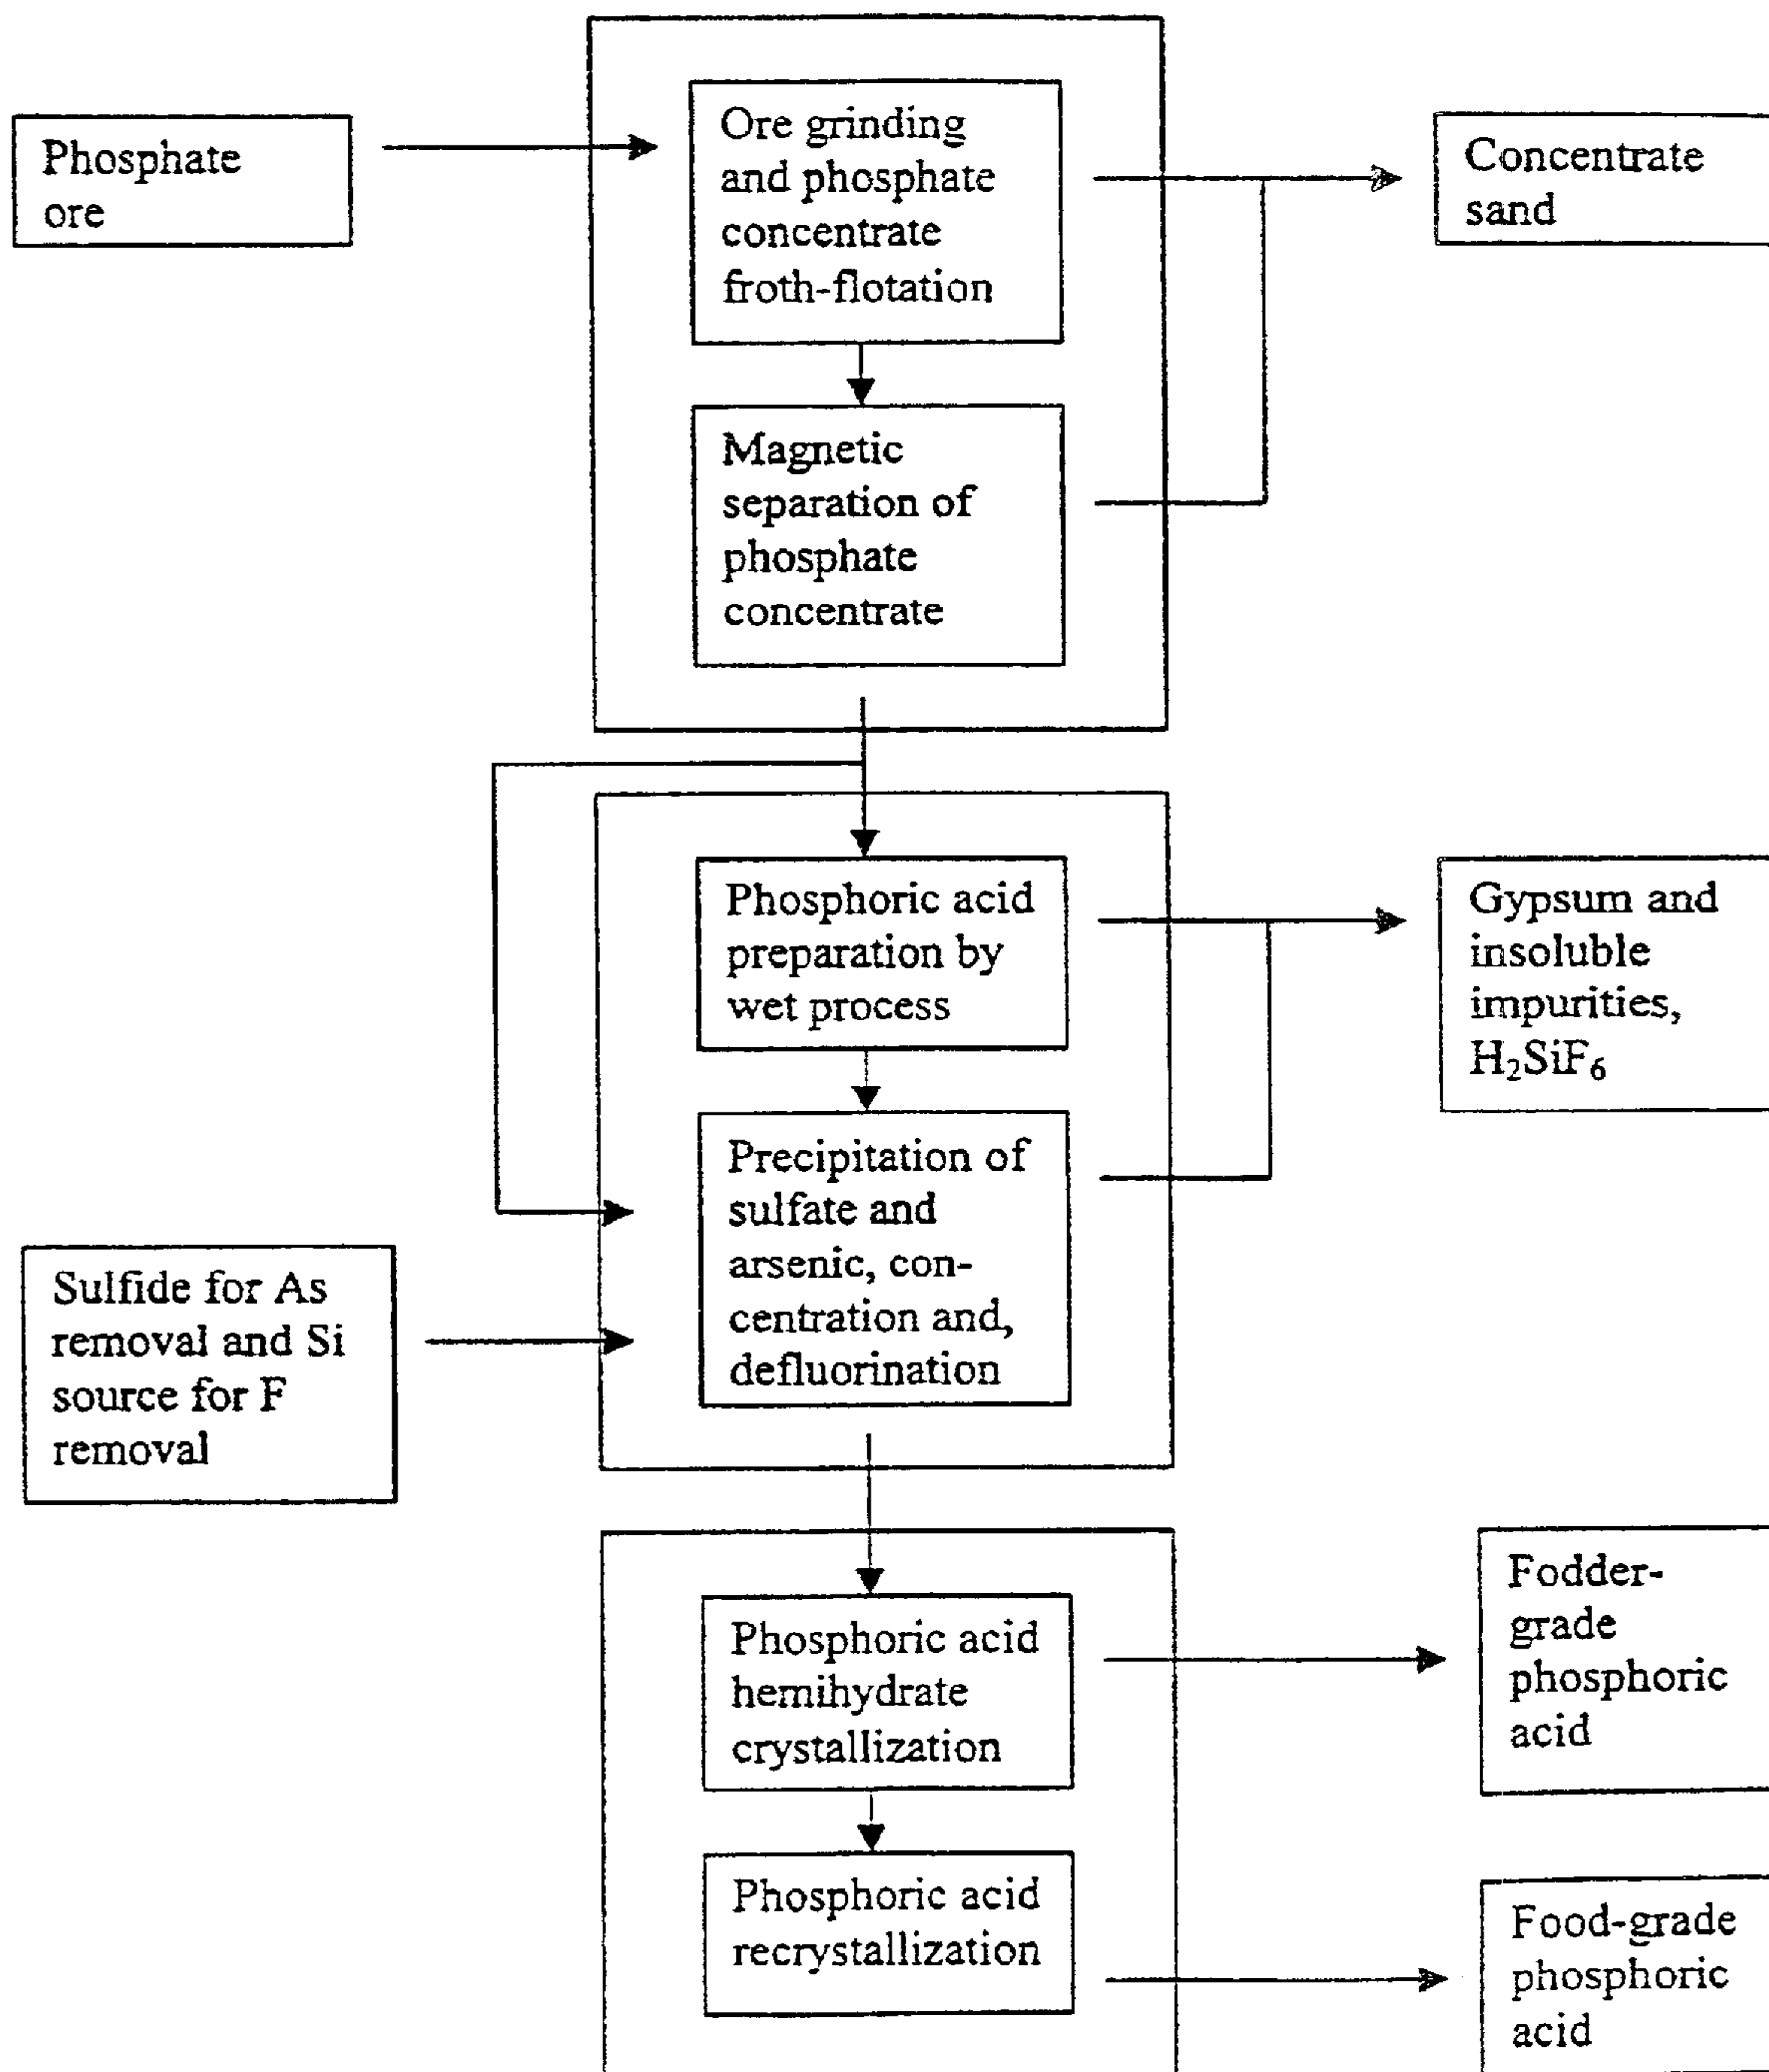 Phosphate
ore
Ore grinding
and phosphate
concentrate
froth-flotation
Concentrate
sand
Magnetic
separation of
phosphate
concentrate
Phosphoric acid
preparation by
wet process
Gypsum and
insoluble
impurities,
H₂SiF₆
Precipitation of
sulfate and
arsenic, con-
centration and,
defluorination
Sulfide for As
removal and Si
source for F
removal
Phosphoric acid
hemihydrate
crystallization
Fodder-
grade
phosphoric
acid
Phosphoric acid
recrystallization
Food-grade
phosphoric
acid